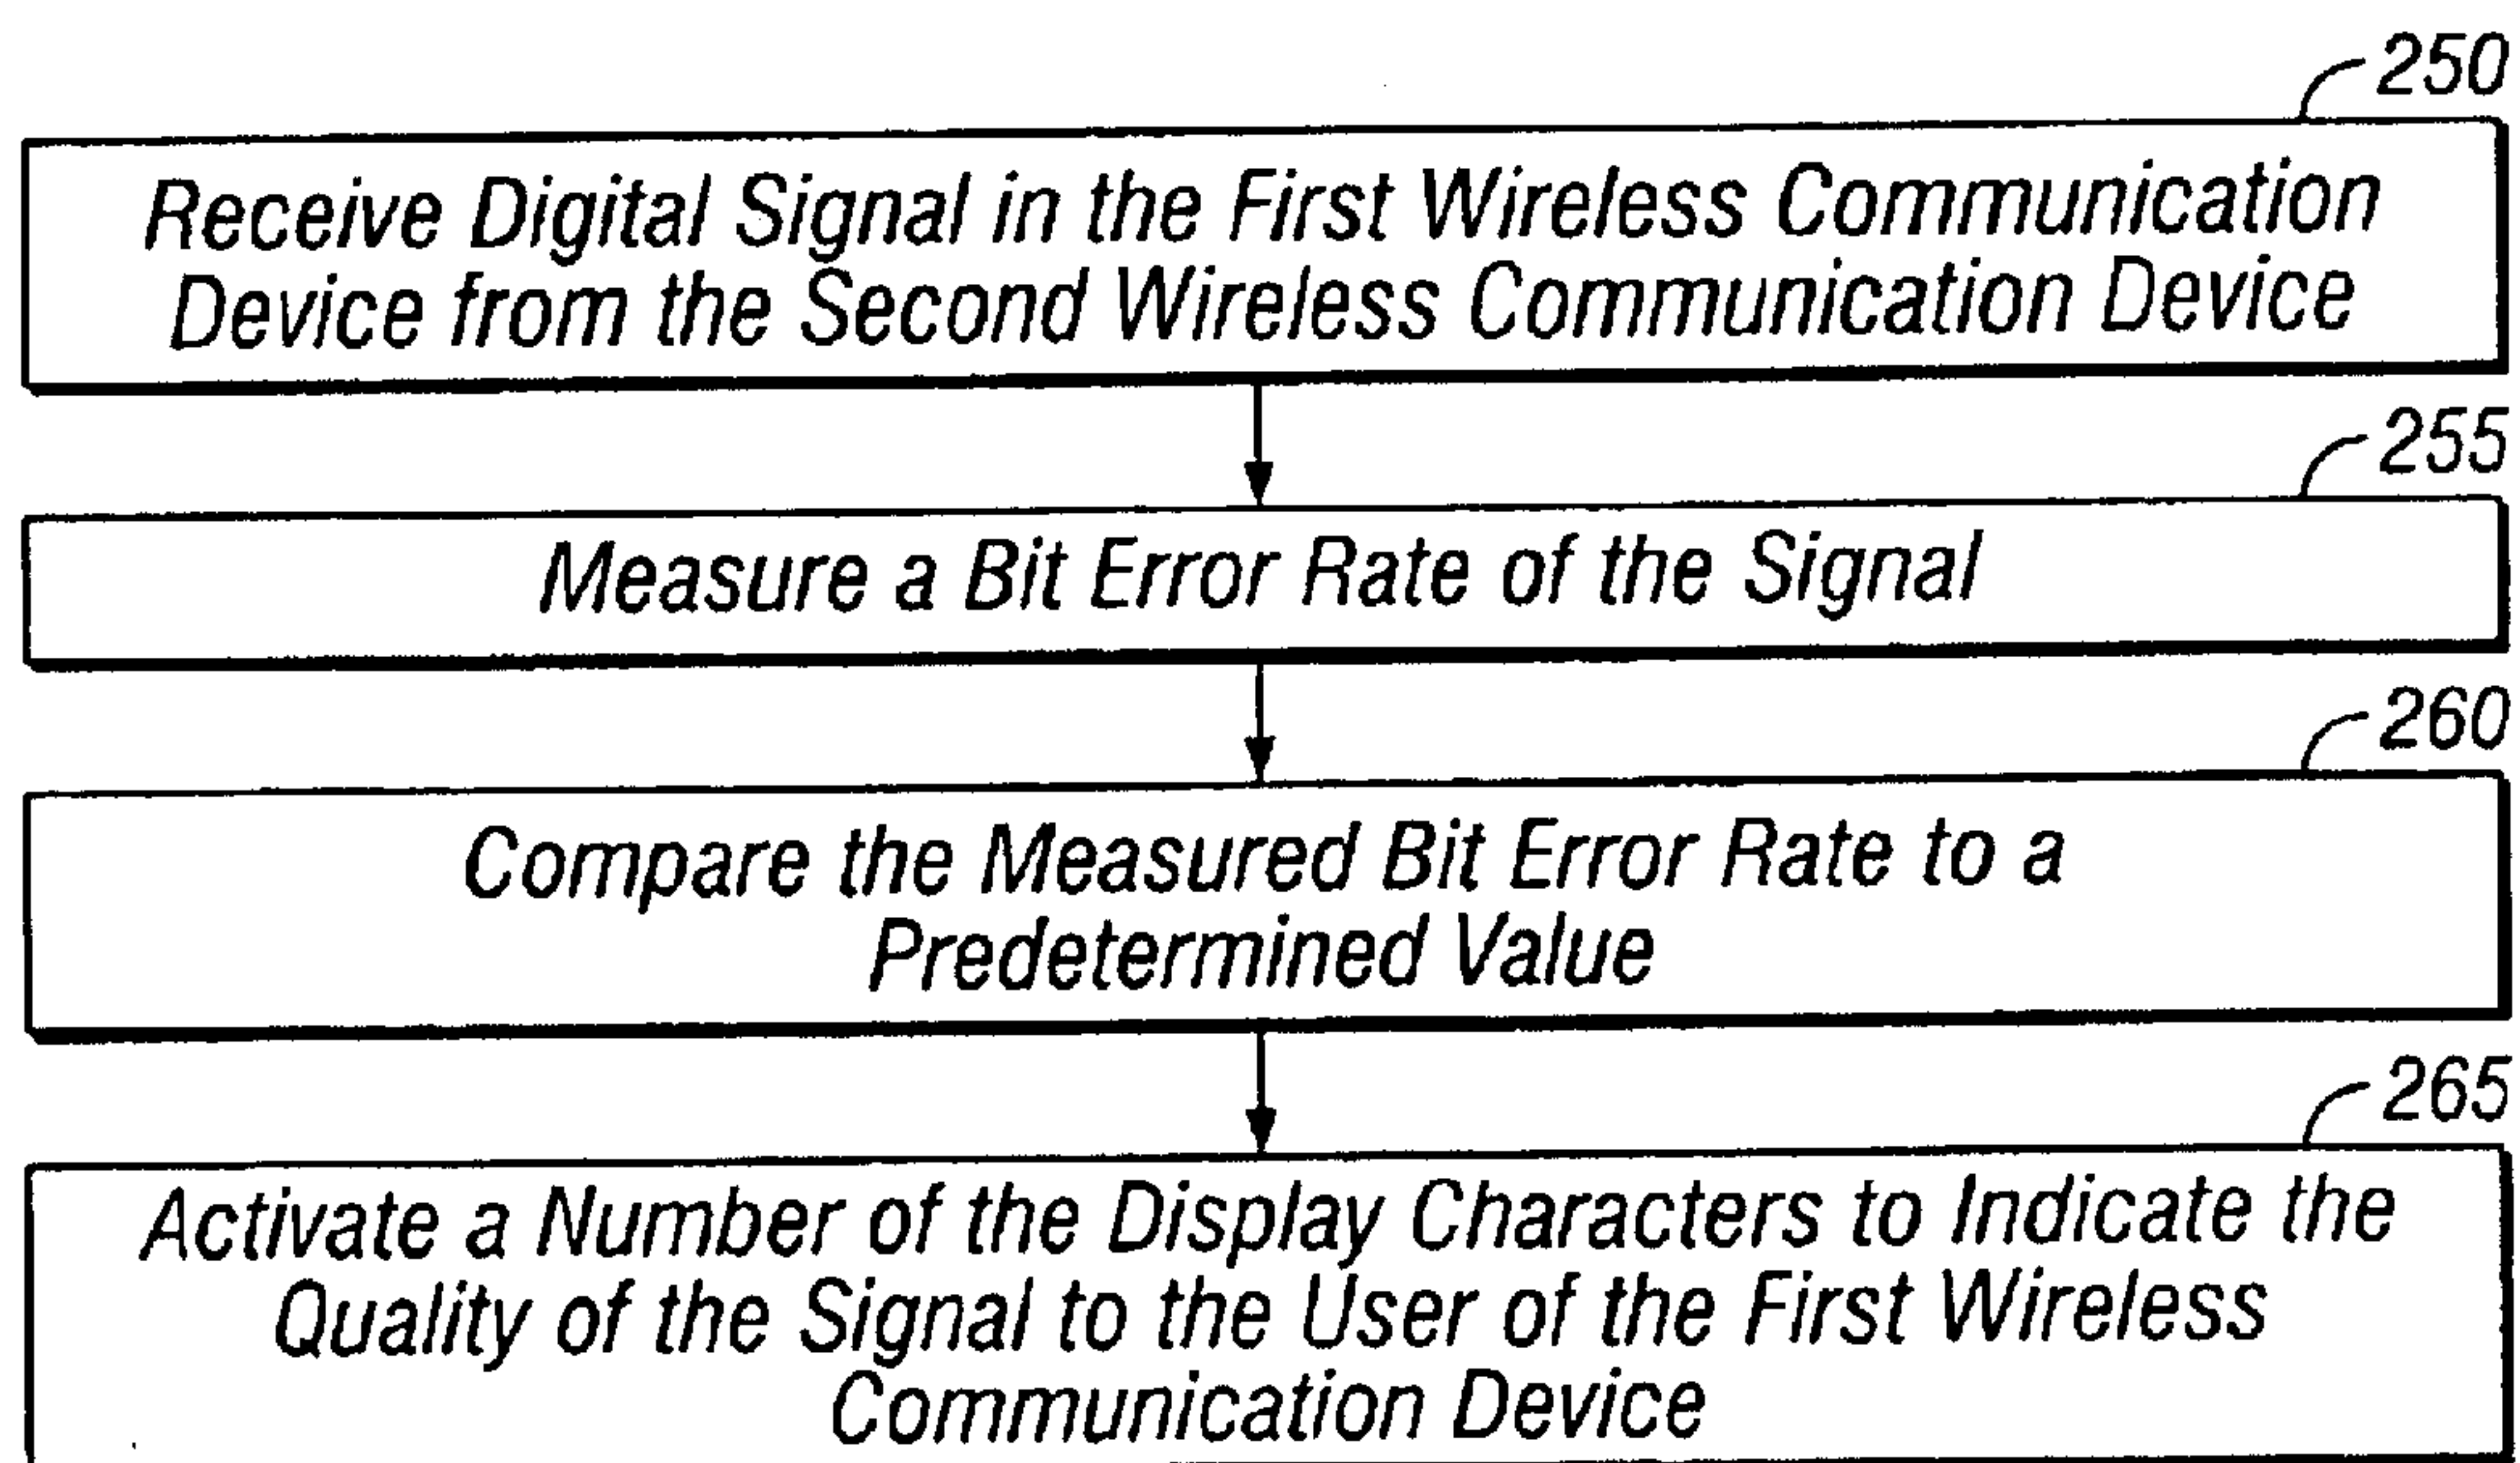 250
Receive Digital Signal in the First Wireless Communication
Device from the Second Wireless Communication Device
255
Measure a Bit Error Rate of the Signal
260
Compare the Measured Bit Error Rate to a
Predetermined Value
265
Activate a Number of the Display Characters to Indicate the
Quality of the Signal to the User of the First Wireless
Communication Device